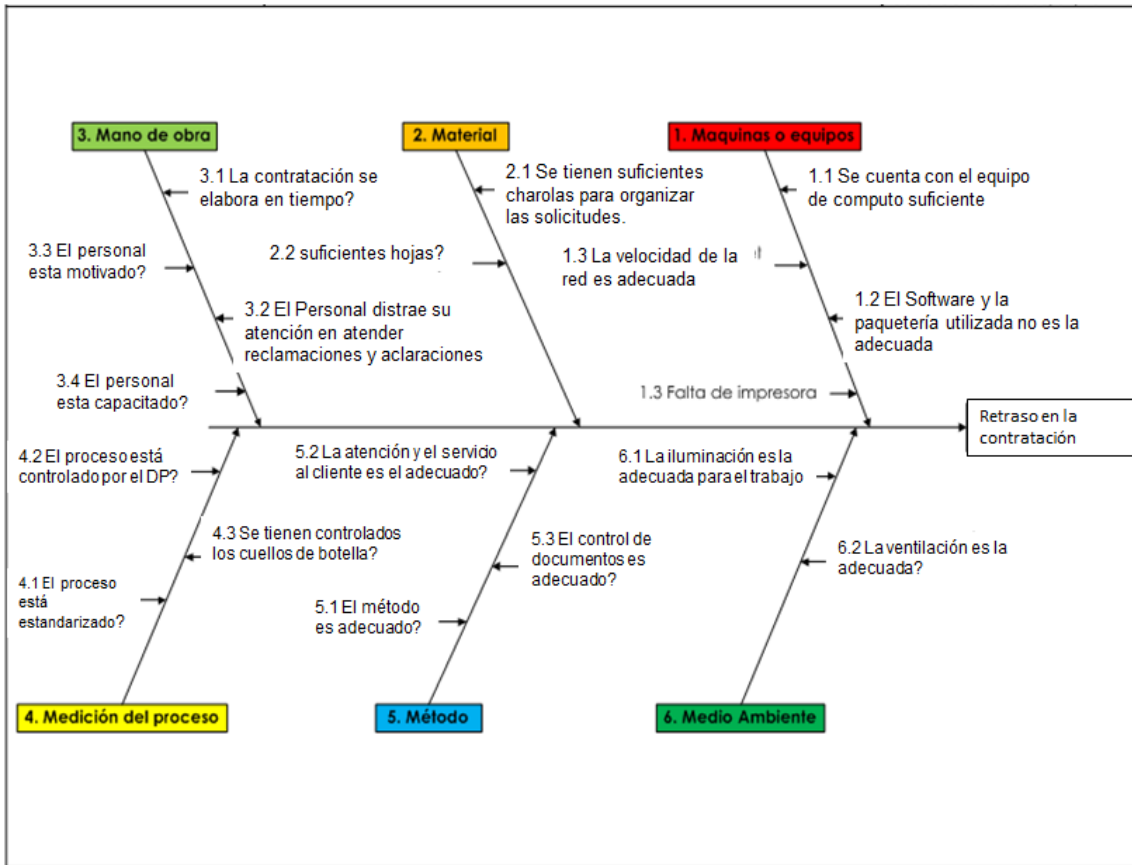 3. Mano de obra
2. Material
1. Maquinas o equipos
3.1 La contratación se
elabora en tiempo?
2.1 Se tienen suficientes
charolas para organizar
las solicitudes.
1.1 Se cuenta con el equipo
de computo suficiente
3.3 El personal
esta motivado?
2.2 suficientes hojas?
1.3 La velocidad de la
red es adecuada
3.2 El Personal distrae su
atención en atender
reclamaciones y aclaraciones
1.2 El Software y la
paquetería utilizada no es la
adecuada
3.4 El personal
esta capacitado?
1.3 Falta de impresora
Retraso en la
contratación
4.2 El proceso está
controlado por el DP?
5.2 La atención y el servicio
al cliente es el adecuado?
6.1 La iluminación es la
adecuada para el trabajo
4.3 Se tienen controlados
los cuellos de botella?
5.3 El control de
documentos es
adecuado?
6.2 La ventilación es la
adecuada?
4.1 El proceso
está
estandarizado?
5.1 El método
es adecuado?
4. Medición del proceso
5. Método
6. Medio Ambiente